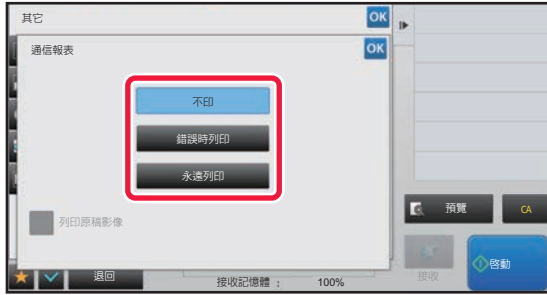 其它
OK
通信報表
OK
不印
錯誤時列印
永遠列印
列印原稿影像
預覽
CA
接收
啓動
退回
接收記憶體 : 100%